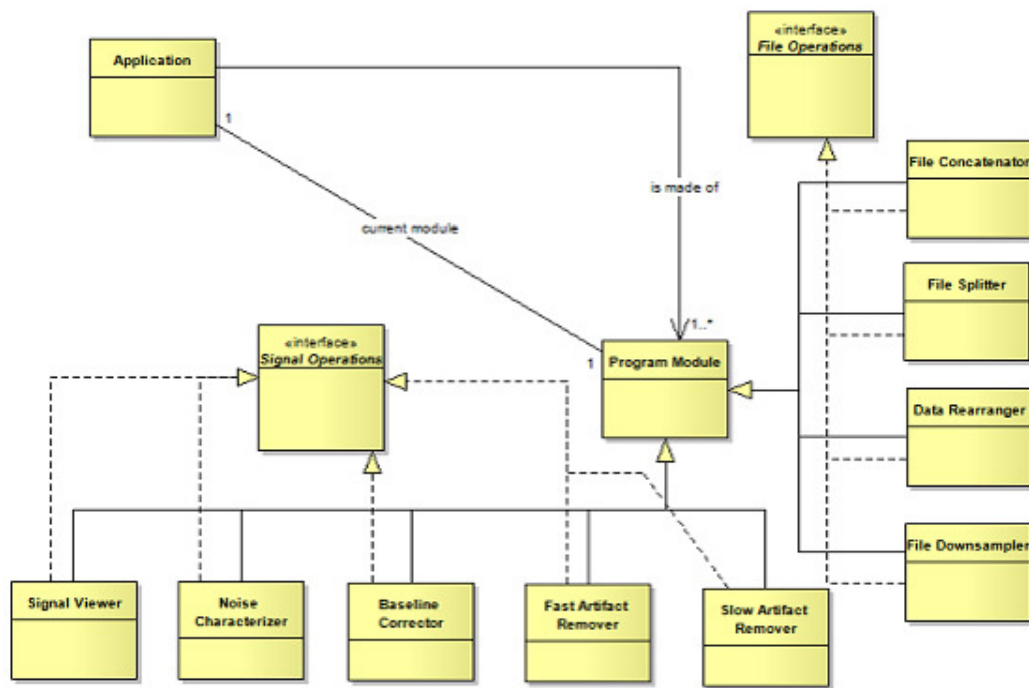 «interface»
File Operations
Application
File Concatenator
1
is made of
current module
File Splitter
1..*
«interface»
Signal Operations
1
Program Module
Data Rearranger
File Downsampler
Signal Viewer
Noise
Characterizer
Baseline
Corrector
Fast Artifact
Remover
Slow Artifact
Remover